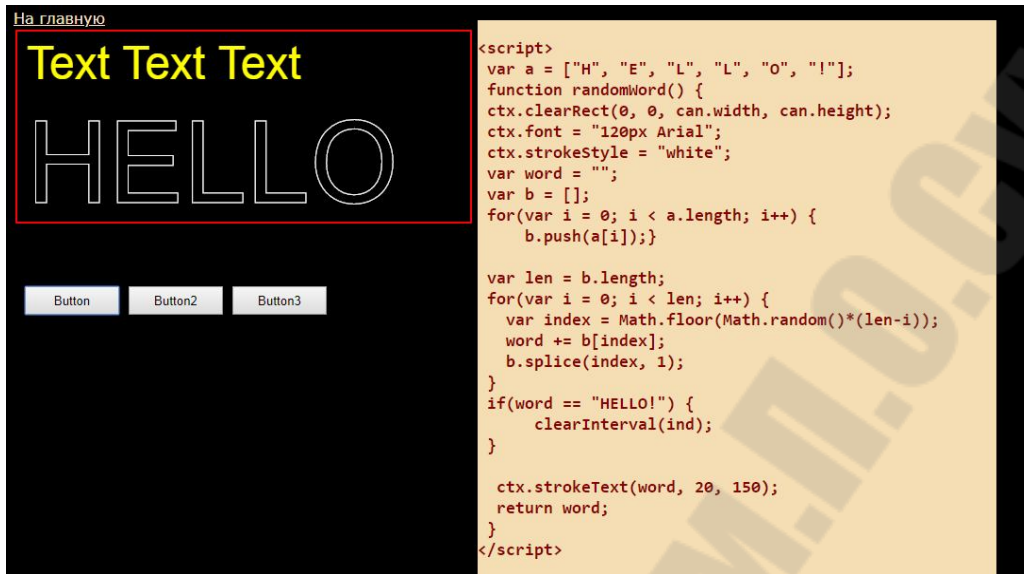 На главную
Text Text Text
HELLO
Button
Button2
Button3
<script>
var a = ["H", "E", "L", "L", "O", "!"];
function randomWord() {
ctx.clearRect(0, 0, can.width, can.height);
ctx.font = "120px Arial";
ctx.strokeStyle = "white";
var word = "";
var b = [];
for(var i = 0; i < a.length; i++) {
b.push(a[i]);}
var len = b.length;
for(var i = 0; i < len; i++) {
var index = Math.floor(Math.random()*(len-i));
word += b[index];
b.splice(index, 1);
}
if(word == "HELLO!") {
clearInterval(ind);
}
ctx.strokeText(word, 20, 150);
return word;
}
</script>